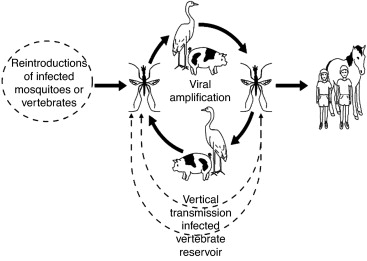 Reintroductions
of infected
mosquitoes or
vertebrates
Viral
amplification
Vertical
transmission
infected
vertebrate
reservoir